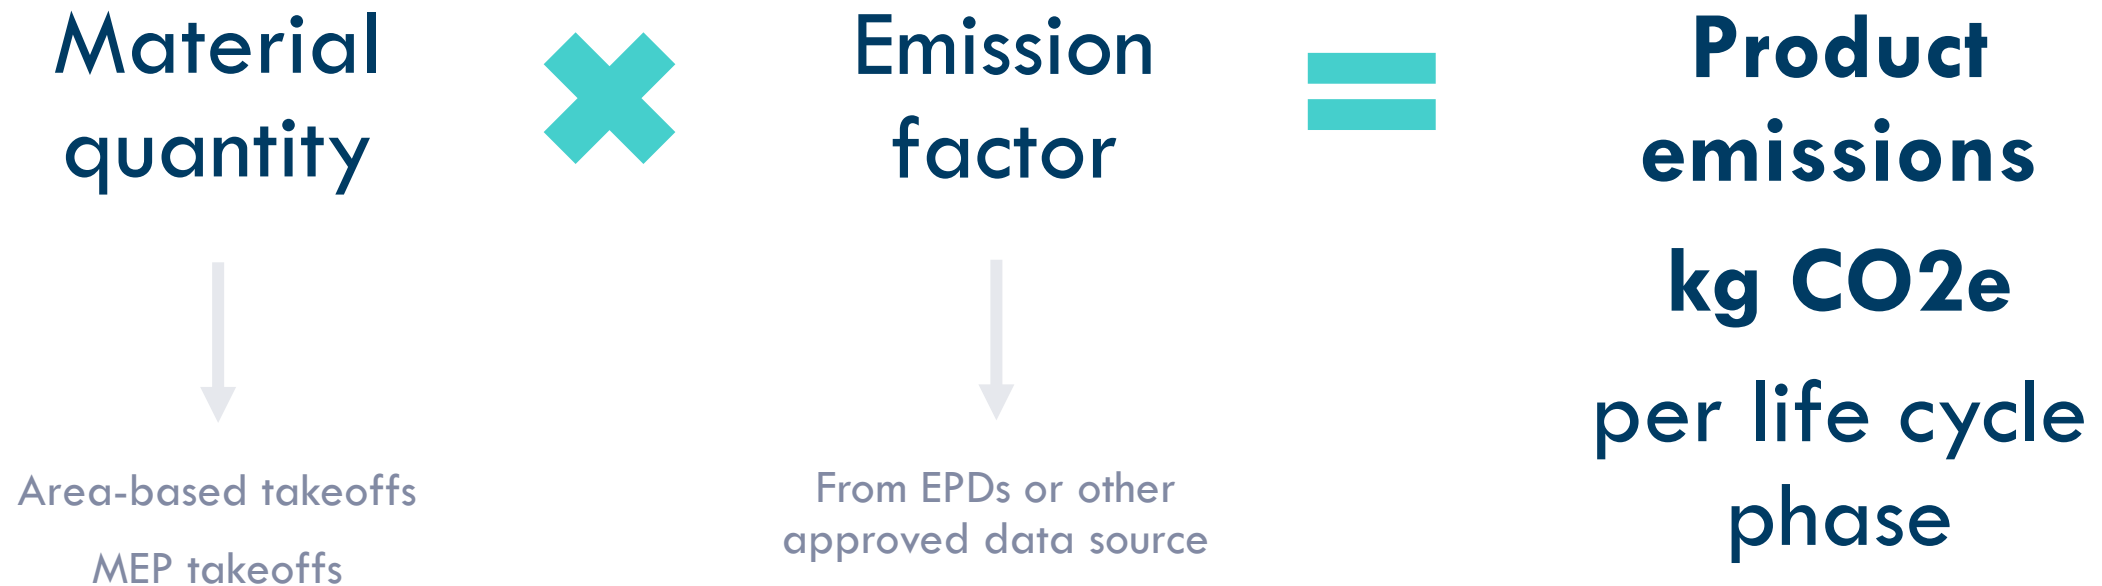 Material
quantity
Emission
factor
Product
emissions
kg CO2e
per life cycle
phase
Area-based takeoffs
MEP takeoffs
From EPDs or other
approved data source